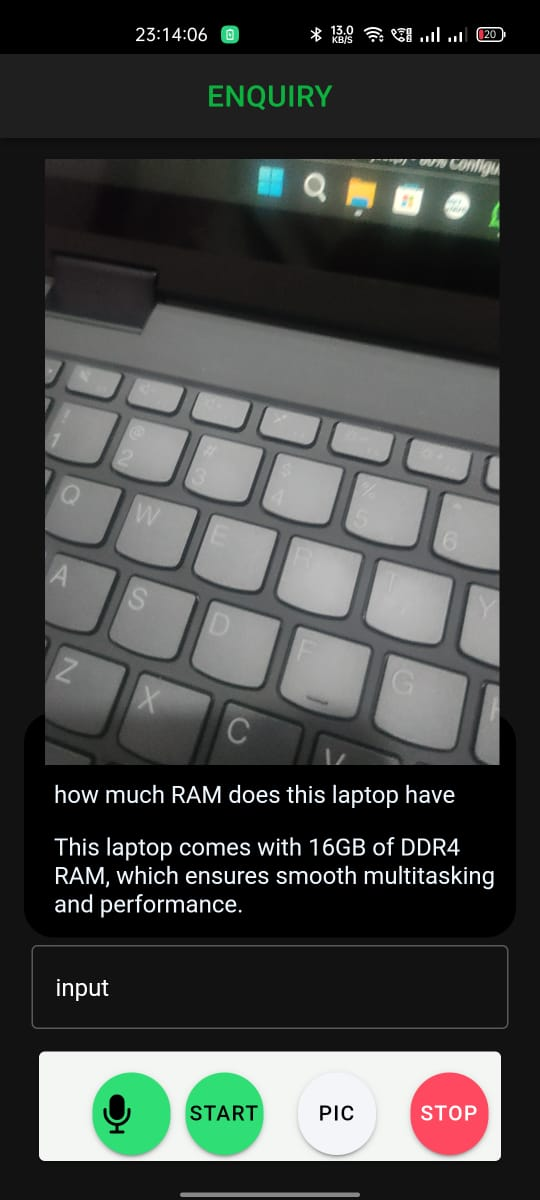 23:14:06
13.0
KB/S
20
ENQUIRY
!
1
@
2
#
3
$
4
%
5
^
6
Q
W
E
R
T
Y
A
S
D
F
G
Z
X
C
V
how much RAM does this laptop have
This laptop comes with 16GB of DDR4
RAM, which ensures smooth multitasking
and performance.
input
START
PIC
STOP